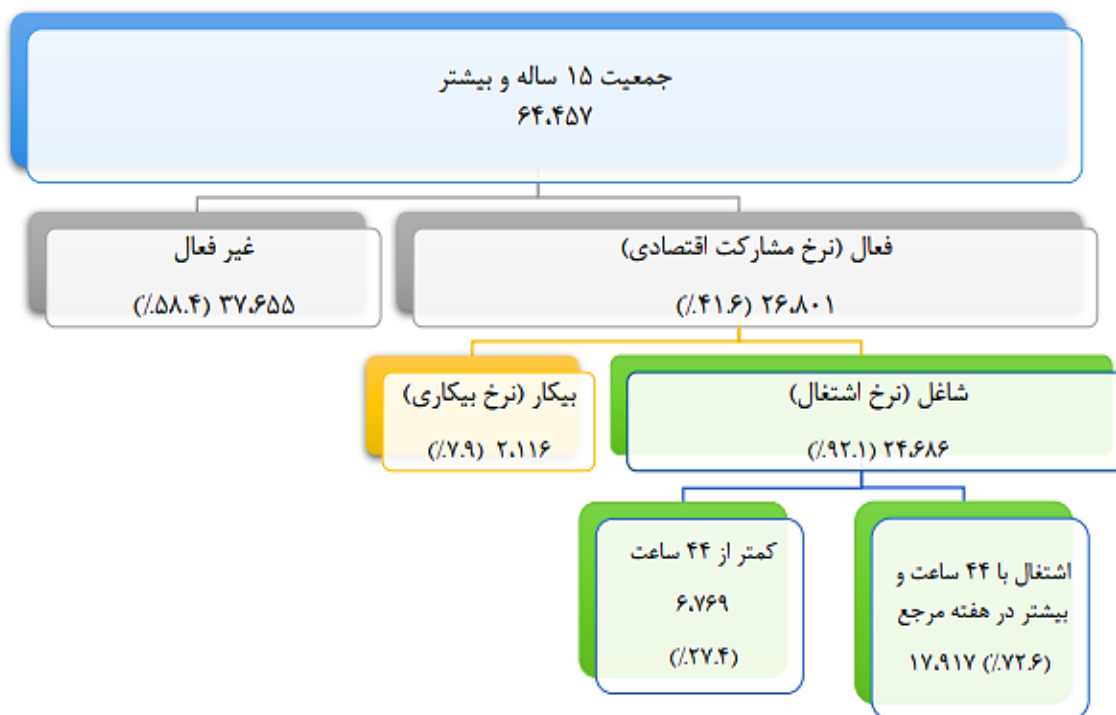 جمعیت ۱۵ ساله و بیشتر
۶۴،۴۵۷
فعال (نرخ مشارکت اقتصادی)
۲۶،۸۰۱ (٪۴۱.۶)
غیر فعال
۳۷،۶۵۵ (٪۵۸.۴)
شاغل (نرخ اشتغال)
۲۴،۶۸۶ (٪۹۲.۱)
بیکار (نرخ بیکاری)
۲،۱۱۶ (٪۷.۹)
اشتغال با ۴۴ ساعت و
بیشتر در هفته مرجع
۱۷،۹۱۷ (٪۷۲.۶)
کمتر از ۴۴ ساعت
۶،۷۶۹
(٪۲۷.۴)